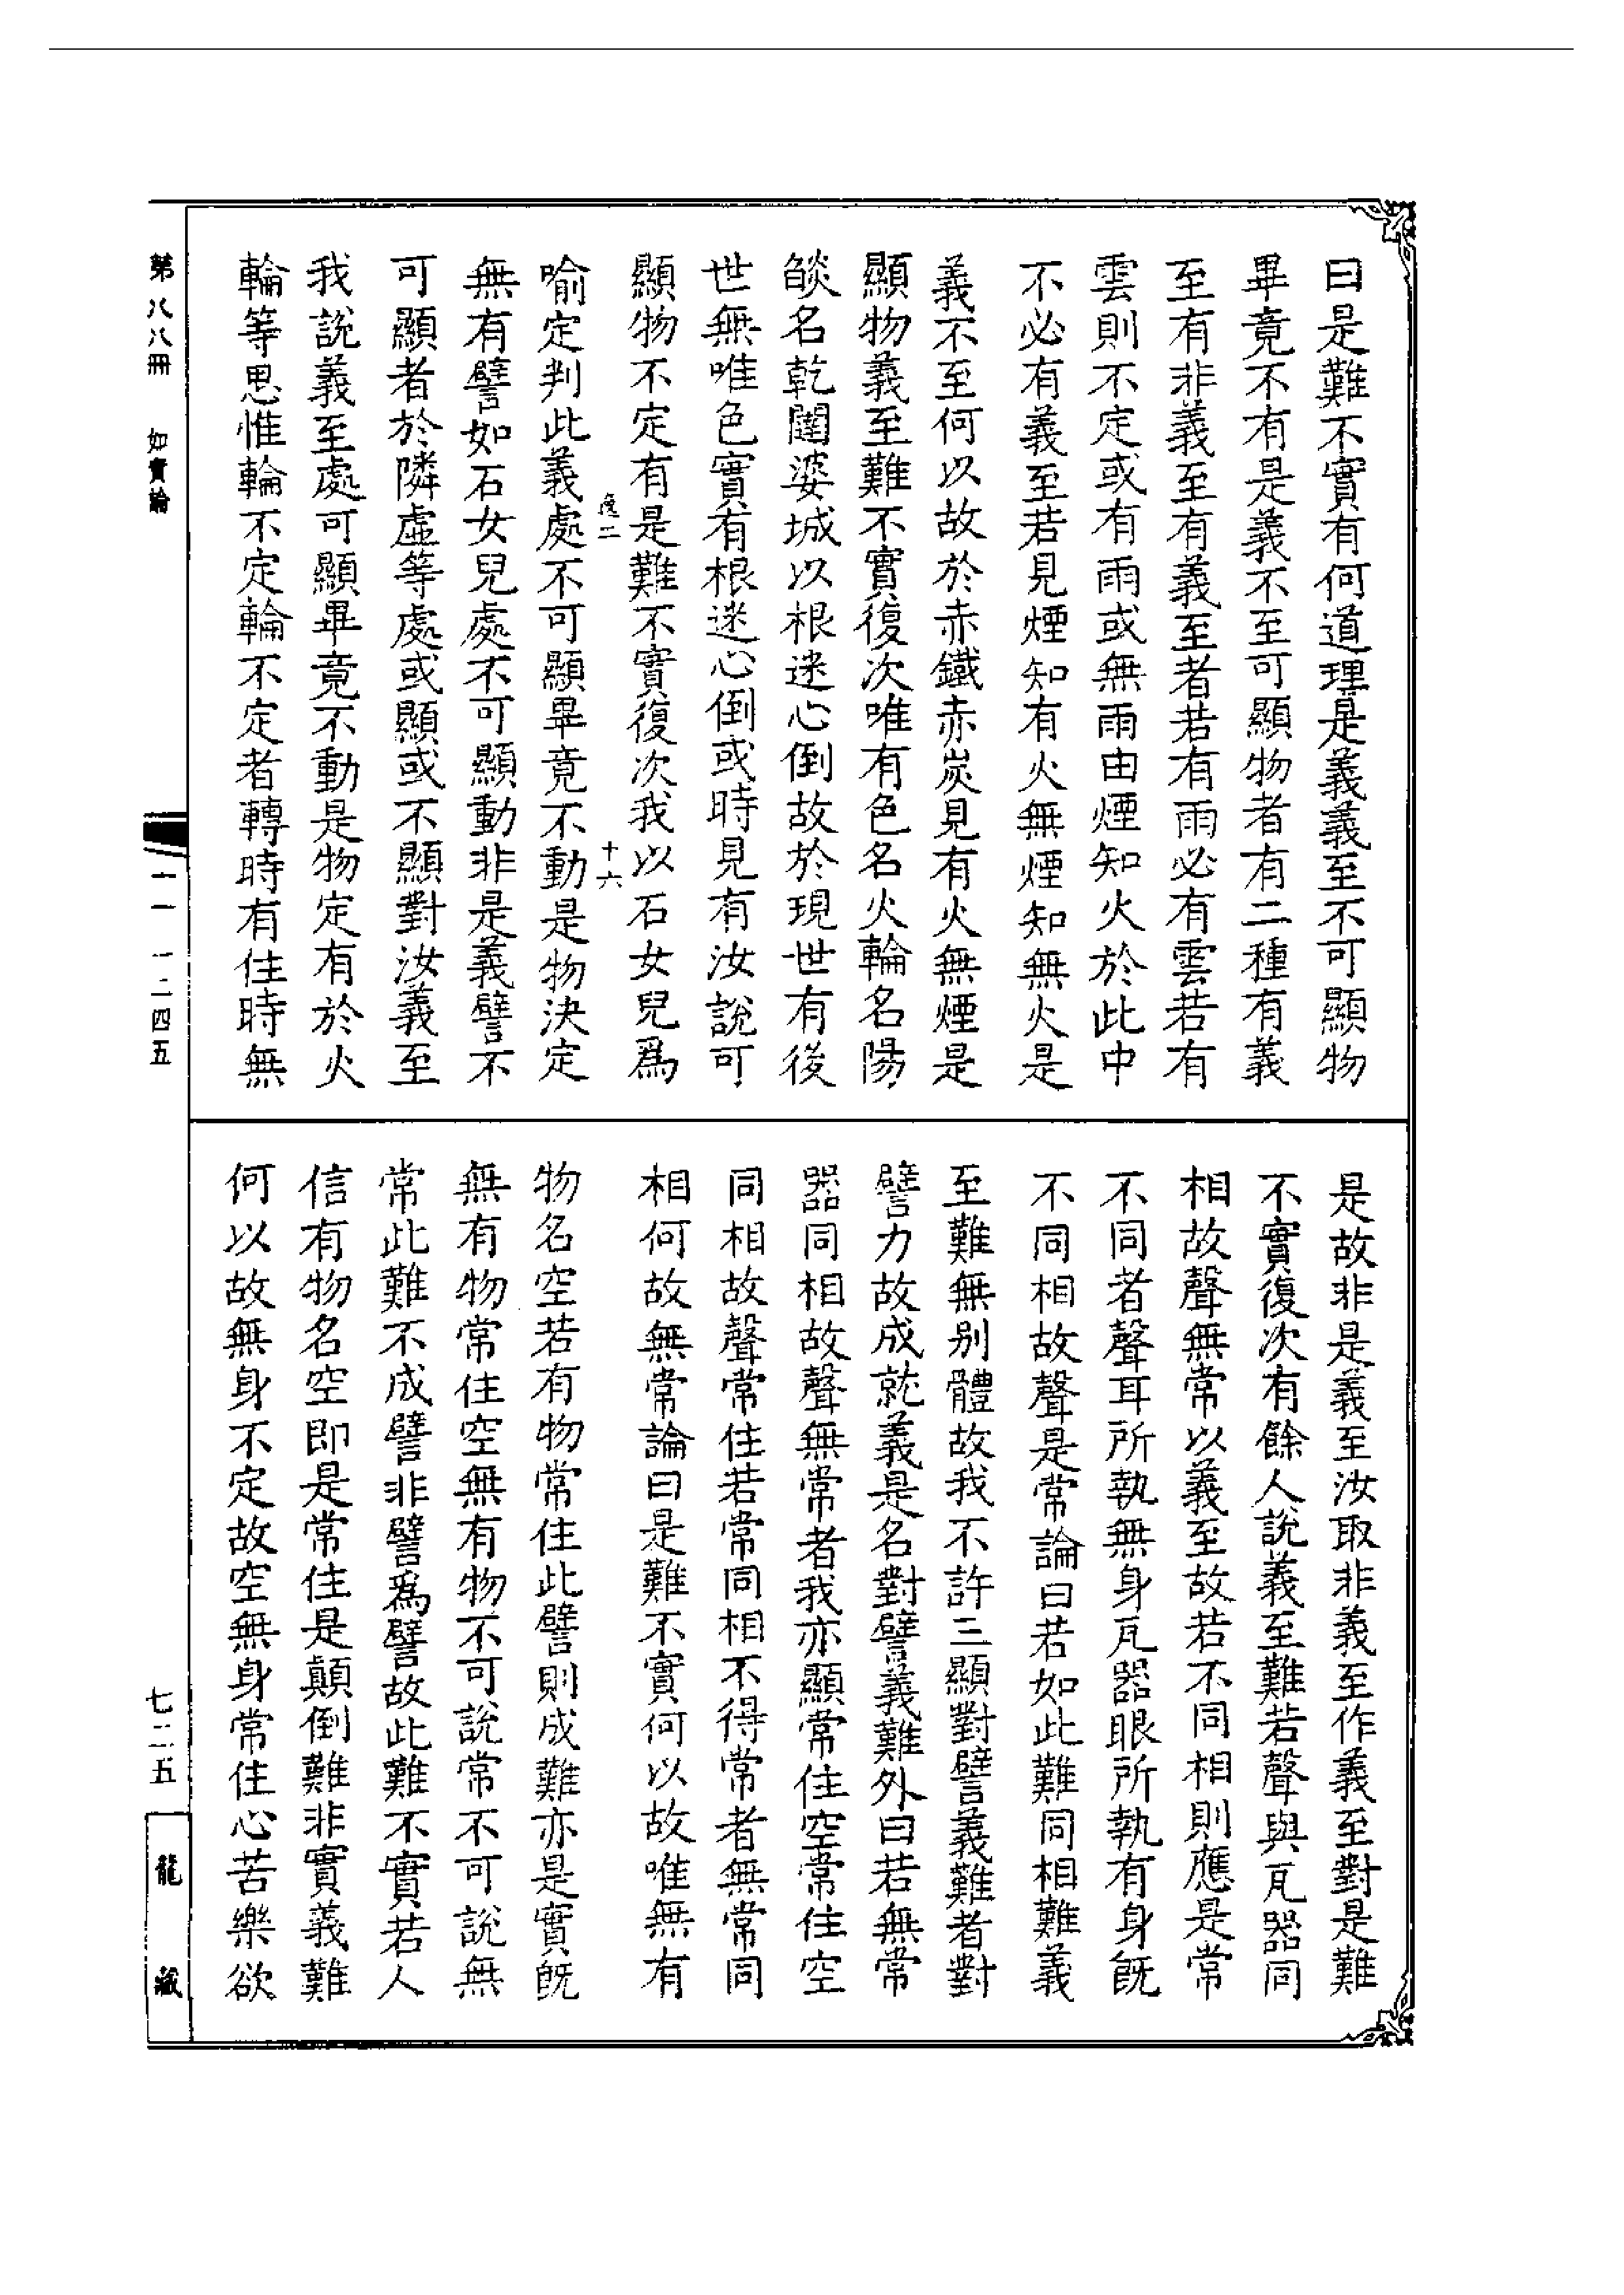 曰是難不實有何道理是義義至不可顯物
畢竟不有是義不至可顯物者有二種有義
至有非義至有義至者若有雨必有雲若有
雲則不定或有雨或無雨由煙知火於此中
不必有義至若見煙知有火無煙知無火是
義不至何以故於赤鐵赤炭見有火無煙是
顯物義至難不實復次唯有色名火輪名陽
燄名乾闥婆城以根迷心倒故於現世有後
世無唯色實有根迷心倒或時見有汝說可
顯物不定有是難不實復次我以石女兒為
喻定判此義處不可顯畢竟不動是物決定
無有譬如石女兒處不可顯動非是義譬不
可顯者於隣虛等處或顯或不顯對汝義至
我說義至處可顯畢竟不動是物定有於火
輪等思惟輪不定輪不定者轉時有住時無
是故非是義至汝取非義至作義至對是難
不實復次有餘人說義至難若聲與瓦器同
相故聲無常以義至故若不同相則應是常
不同者聲耳所執無身瓦器眼所執有身既
不同相故聲是常論曰若如此難同相難義
至難無別體故我不許三顯對譬義難者對
譬力故成就義是名對譬義難外曰若無常
器同相故聲無常者我亦顯常住空常住空
同相故聲常住若常同相不得常者無常同
相何故無常論曰是難不實何以故唯無有
物名空若有物常住此譬則成難亦是實既
無有物常住空無有物不可說常不可說無
常此難不成譬非譬為譬故此難不實若人
信有物名空即是常住是顛倒難非實義難
何以故無身不定故空無身常住心苦樂欲
逸二
十六
第八八冊
如實論
一二四五
七二五
龍藏